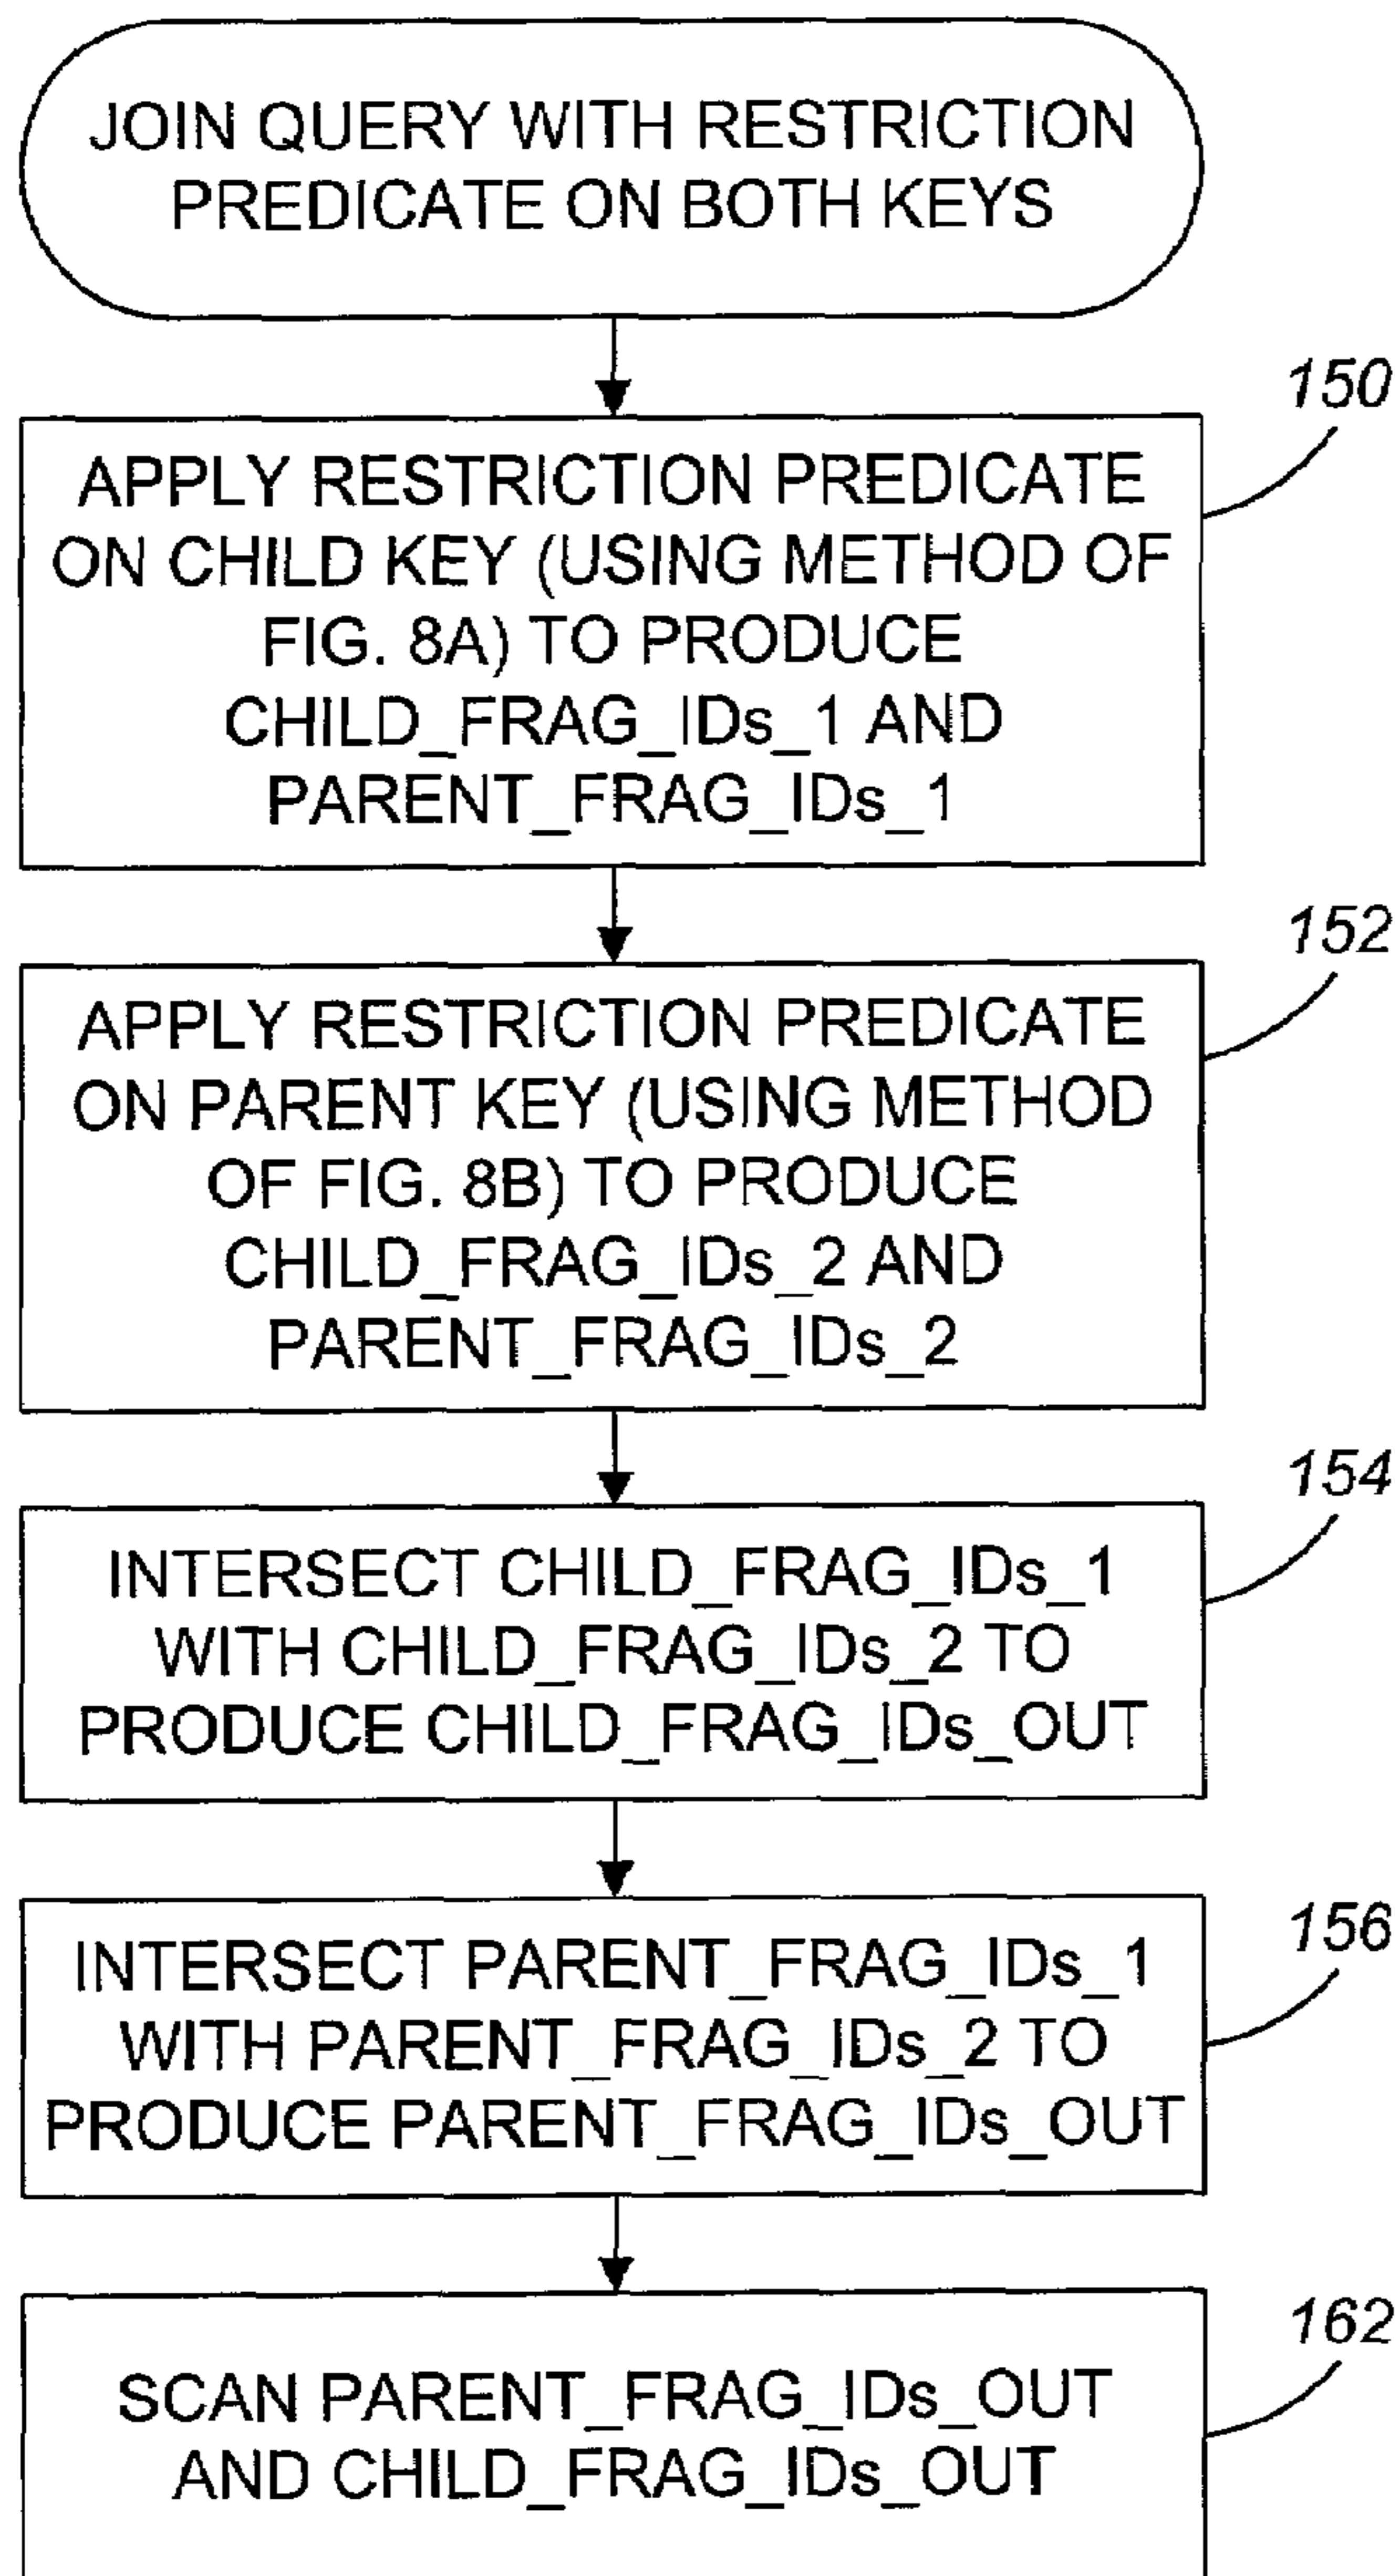 JOIN QUERY WITH RESTRICTION
PREDICATE ON BOTH KEYS
150
APPLY RESTRICTION PREDICATE
ON CHILD KEY (USING METHOD OF
FIG. 8A) TO PRODUCE
CHILD_FRAG_IDs_1 AND
PARENT_FRAG_IDs_1
152
APPLY RESTRICTION PREDICATE
ON PARENT KEY (USING METHOD
OF FIG. 8B) TO PRODUCE
CHILD_FRAG_IDs_2 AND
PARENT_FRAG_IDs_2
154
INTERSECT CHILD_FRAG_IDs_1
WITH CHILD_FRAG_IDs_2 TO
PRODUCE CHILD_FRAG_IDs_OUT
156
INTERSECT PARENT_FRAG_IDs_1
WITH PARENT_FRAG_IDs_2 TO
PRODUCE PARENT_FRAG_IDs_OUT
162
SCAN PARENT_FRAG_IDs_OUT
AND CHILD_FRAG_IDs_OUT